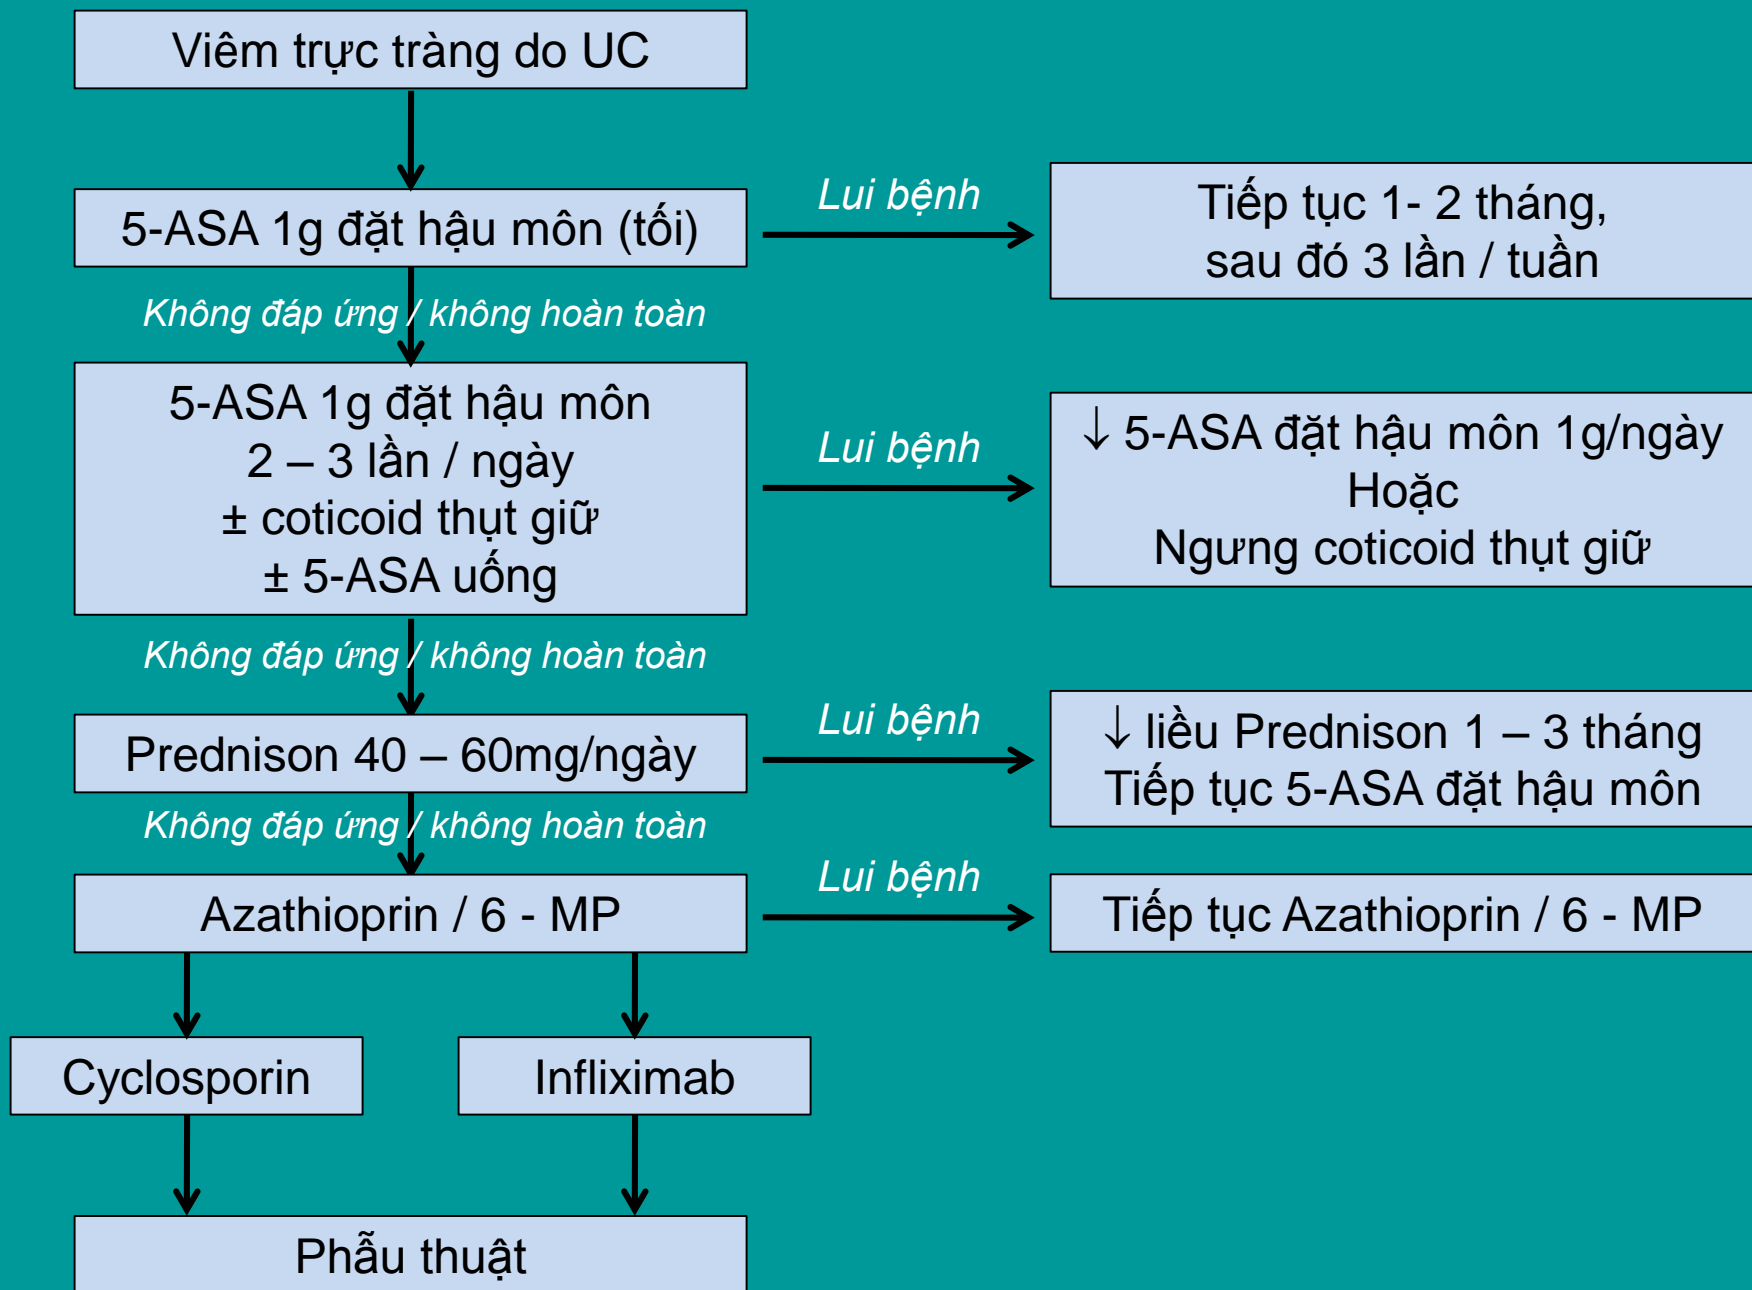 Viêm trực tràng do UC
5-ASA 1g đặt hậu môn (tối)
Lui bệnh
Tiếp tục 1- 2 tháng,
sau đó 3 lần / tuần
Không đáp ứng / không hoàn toàn
5-ASA 1g đặt hậu môn
2 – 3 lần / ngày
± coticoid thụt giữ
± 5-ASA uống
Lui bệnh
↓ 5-ASA đặt hậu môn 1g/ngày
Hoặc
Ngưng coticoid thụt giữ
Không đáp ứng / không hoàn toàn
Prednison 40 – 60mg/ngày
Lui bệnh
↓ liều Prednison 1 – 3 tháng
Tiếp tục 5-ASA đặt hậu môn
Không đáp ứng / không hoàn toàn
Azathioprin / 6 - MP
Lui bệnh
Tiếp tục Azathioprin / 6 - MP
Cyclosporin
Infliximab
Phẫu thuật